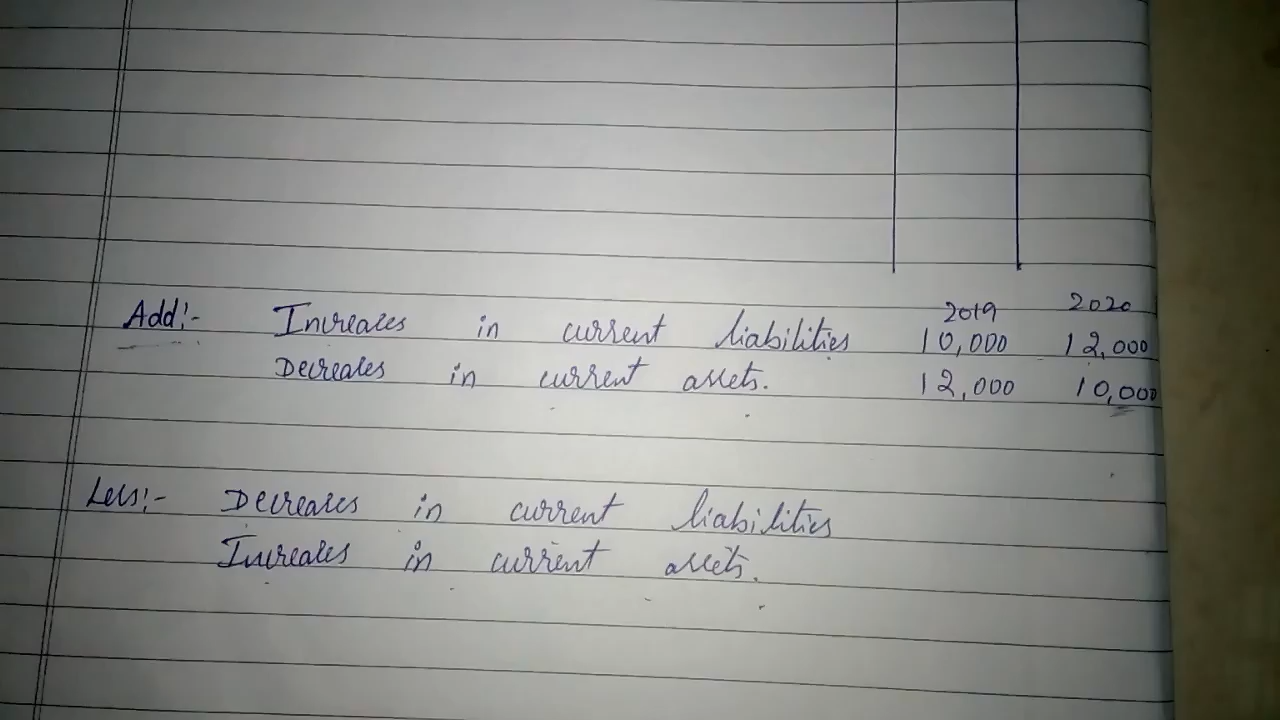 2019 2020
Add:- Increases in current liabilities 10,000 12,000
Decreases in current assets. 12,000 10,000
Less:- Decreases in current liabilities
Increases in current assets.